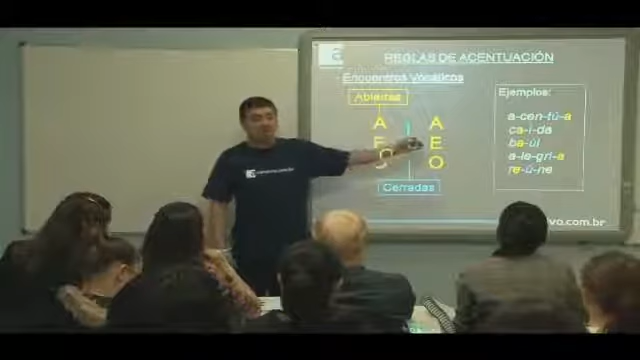 REGLAS DE ACENTUACIÓN
Encuentros Vocálicos
Abiertas
A A
E E
O O
Cerradas
Ejemplos:
a-cen-tú-a
ca-í-da
ba-úl
a-le-grí-a
re-ú-ne
vo.com.br